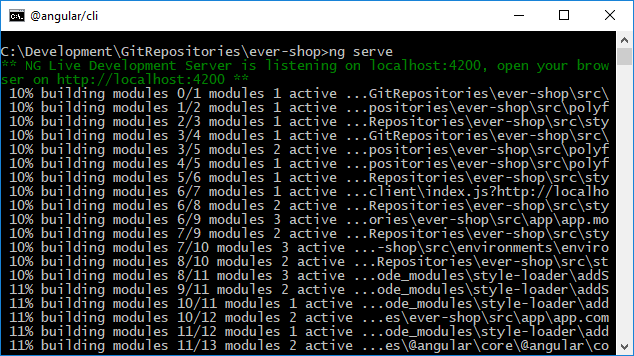 @angular/cli
C:\Development\GitRepositories\ever-shop>ng serve
** NG Live Development Server is listening on localhost:4200, open your brow
ser on http://localhost:4200 **
10% building modules 0/1 modules 1 active ...GitRepositories\ever-shop\src\
10% building modules 1/2 modules 1 active ...positories\ever-shop\src\polyf
10% building modules 2/3 modules 1 active ...Repositories\ever-shop\src\sty
10% building modules 3/4 modules 1 active ...GitRepositories\ever-shop\src\
10% building modules 3/5 modules 2 active ...positories\ever-shop\src\polyf
10% building modules 4/5 modules 1 active ...positories\ever-shop\src\polyf
10% building modules 5/6 modules 1 active ...Repositories\ever-shop\src\sty
10% building modules 6/7 modules 1 active ...client\index.js?http://localho
10% building modules 6/8 modules 2 active ...Repositories\ever-shop\src\sty
10% building modules 6/9 modules 3 active ...ories\ever-shop\src\app\app.mo
10% building modules 7/9 modules 2 active ...Repositories\ever-shop\src\sty
10% building modules 7/10 modules 3 active ...-shop\src\environments\enviro
10% building modules 8/10 modules 2 active ...Repositories\ever-shop\src\st
10% building modules 8/11 modules 3 active ...ode_modules\style-loader\addS
11% building modules 9/11 modules 2 active ...ode_modules\style-loader\addS
11% building modules 10/11 modules 1 active ...ode_modules\style-loader\add
11% building modules 10/12 modules 2 active ...es\ever-shop\src\app\app.com
11% building modules 11/12 modules 1 active ...ode_modules\style-loader\add
11% building modules 11/13 modules 2 active ...es\@angular\core\@angular\co